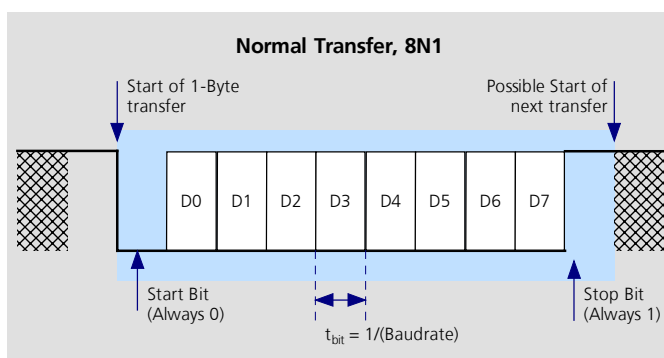 Normal Transfer, 8N1
Start of 1-Byte
transfer
Possible Start of
next transfer
D0 D1 D2 D3 D4 D5 D6 D7
Start Bit
(Always 0)
Stop Bit
(Always 1)
tbit = 1/(Baudrate)